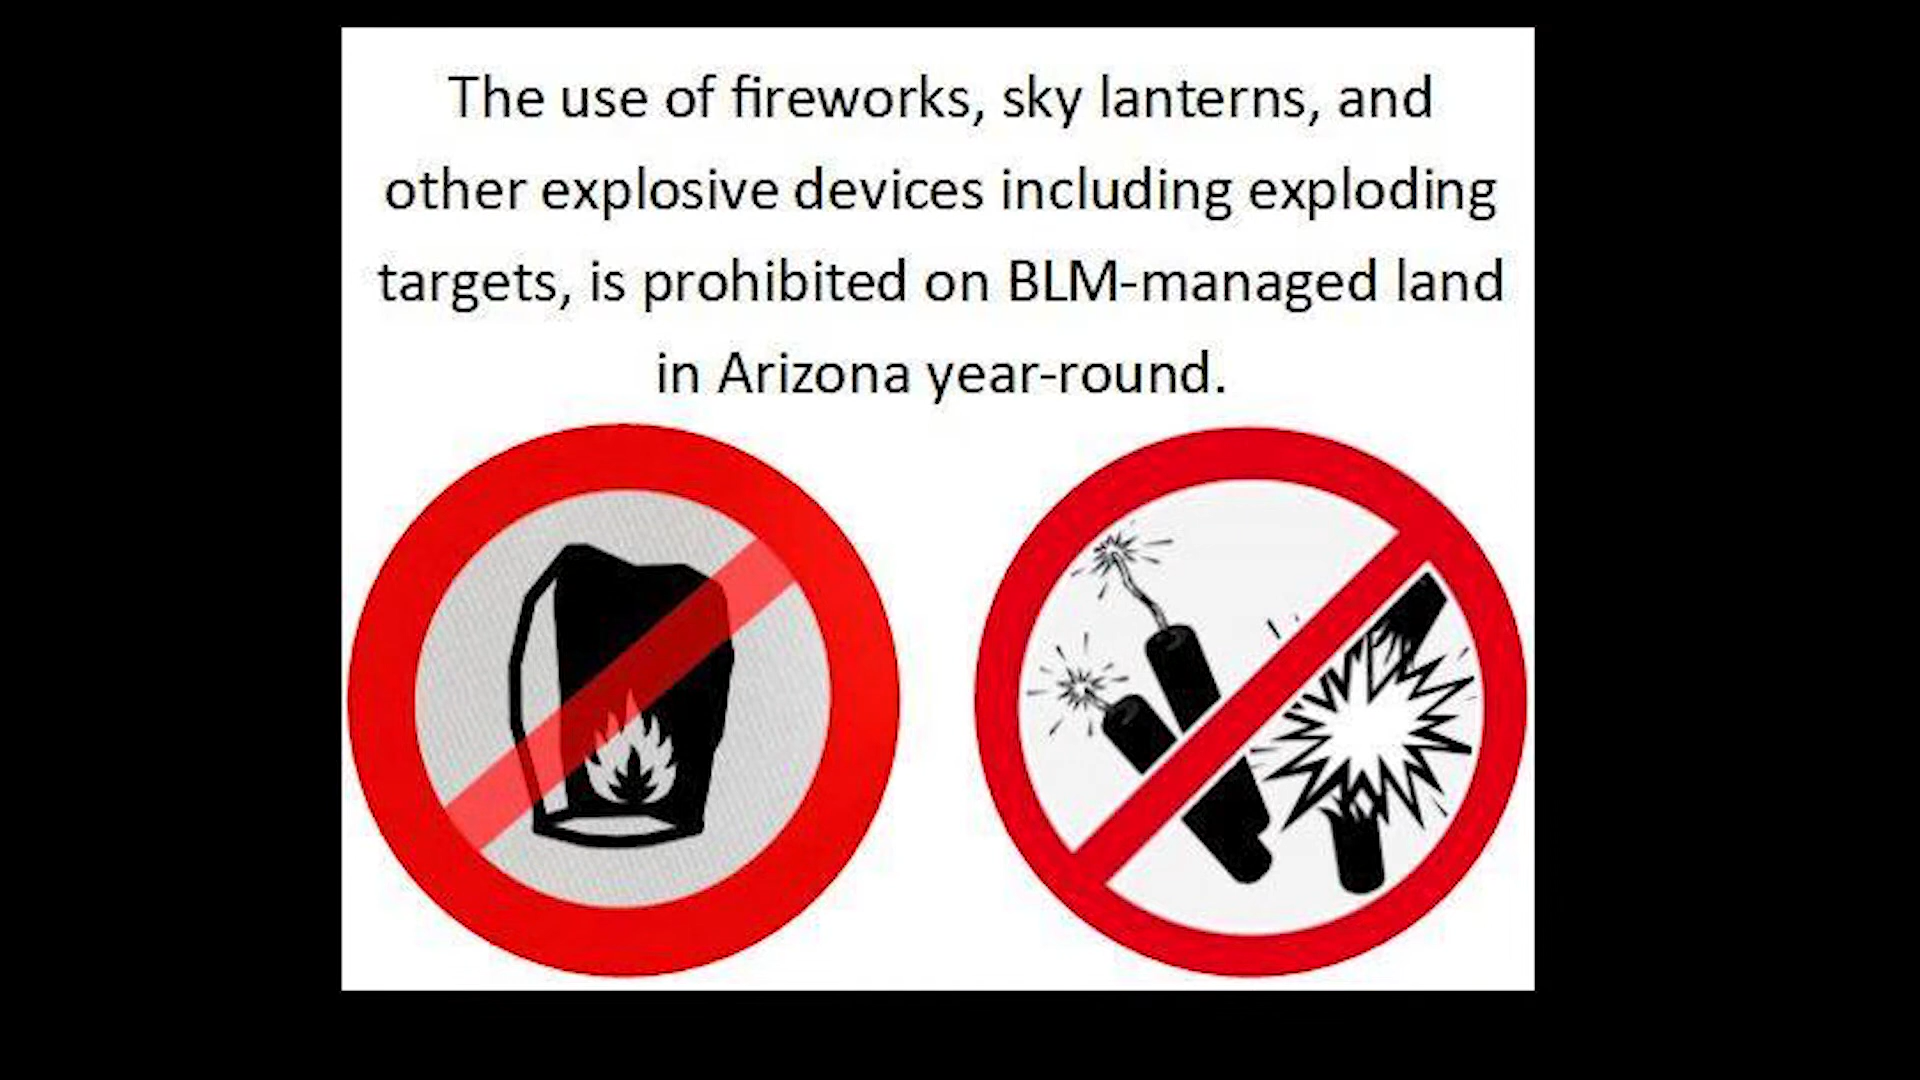 The use of fireworks, sky lanterns, and
other explosive devices including exploding
targets, is prohibited on BLM-managed land
in Arizona year-round.